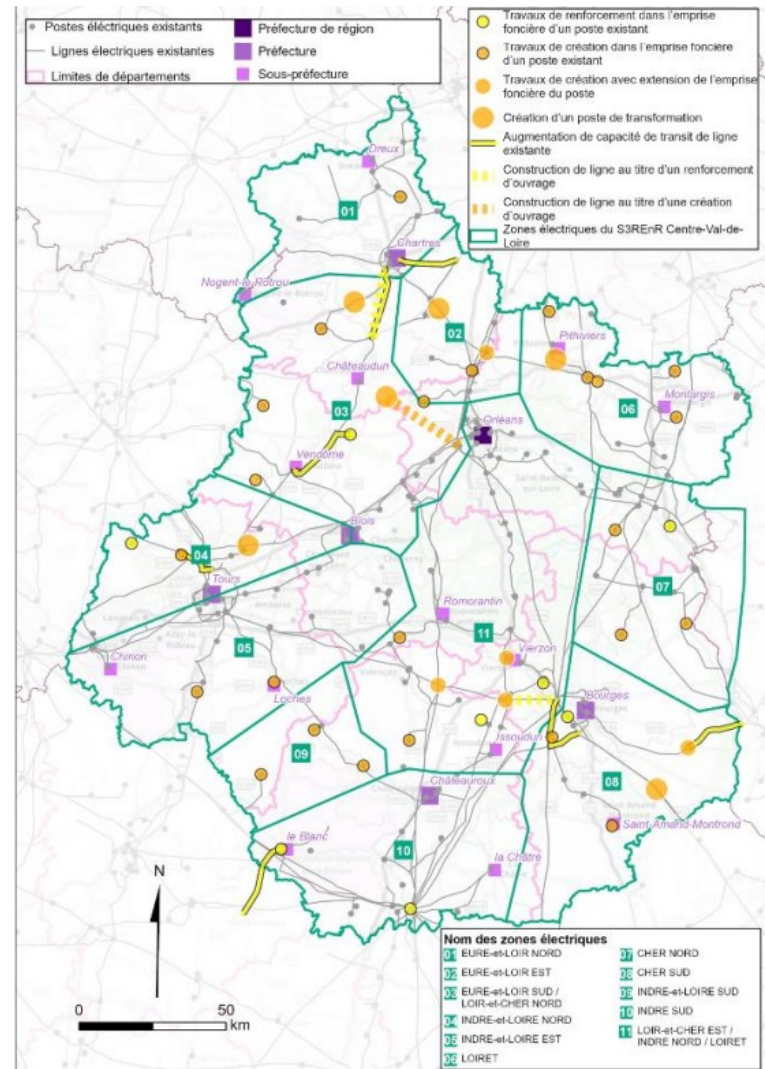 Postes électriques existants
Lignes électriques existantes
Limites de départements
Préfecture de région
Préfecture
Sous-préfecture
Travaux de renforcement dans l'emprise
foncière d'un poste existant
Travaux de création dans l'emprise foncière
d'un poste existant
Travaux de création avec extension de l'emprise
foncière du poste
Création d'un poste de transformation
Augmentation de capacité de transit de ligne
existante
Construction de ligne au titre d'un renforcement
d'ouvrage
Construction de ligne au titre d'une création
d'ouvrage
Zones électriques du S3REnR Centre-Val-de-
Loire
Dreux
01
Chartres
Nogent-le-Rotrou
02
Pithiviers
Châteaudun
03
06
Montargis
Orléans
Vendôme
Blois
04
Tours
07
Romorantin
11
05
Vierzon
Chinon
Loches
Bourges
Issoudun
09
08
Châteauroux
Saint-Amand-Montrond
le Blanc
10
la Châtre
N
0 50
km
Nom des zones électriques
01 EURE-et-LOIR NORD
02 EURE-et-LOIR EST
03 EURE-et-LOIR SUD /
LOIR-et-CHER NORD
04 INDRE-et-LOIRE NORD
05 INDRE-et-LOIRE EST
06 LOIRET
07 CHER NORD
08 CHER SUD
09 INDRE-et-LOIRE SUD
10 INDRE SUD
11 LOIR-et-CHER EST /
INDRE NORD / LOIRET